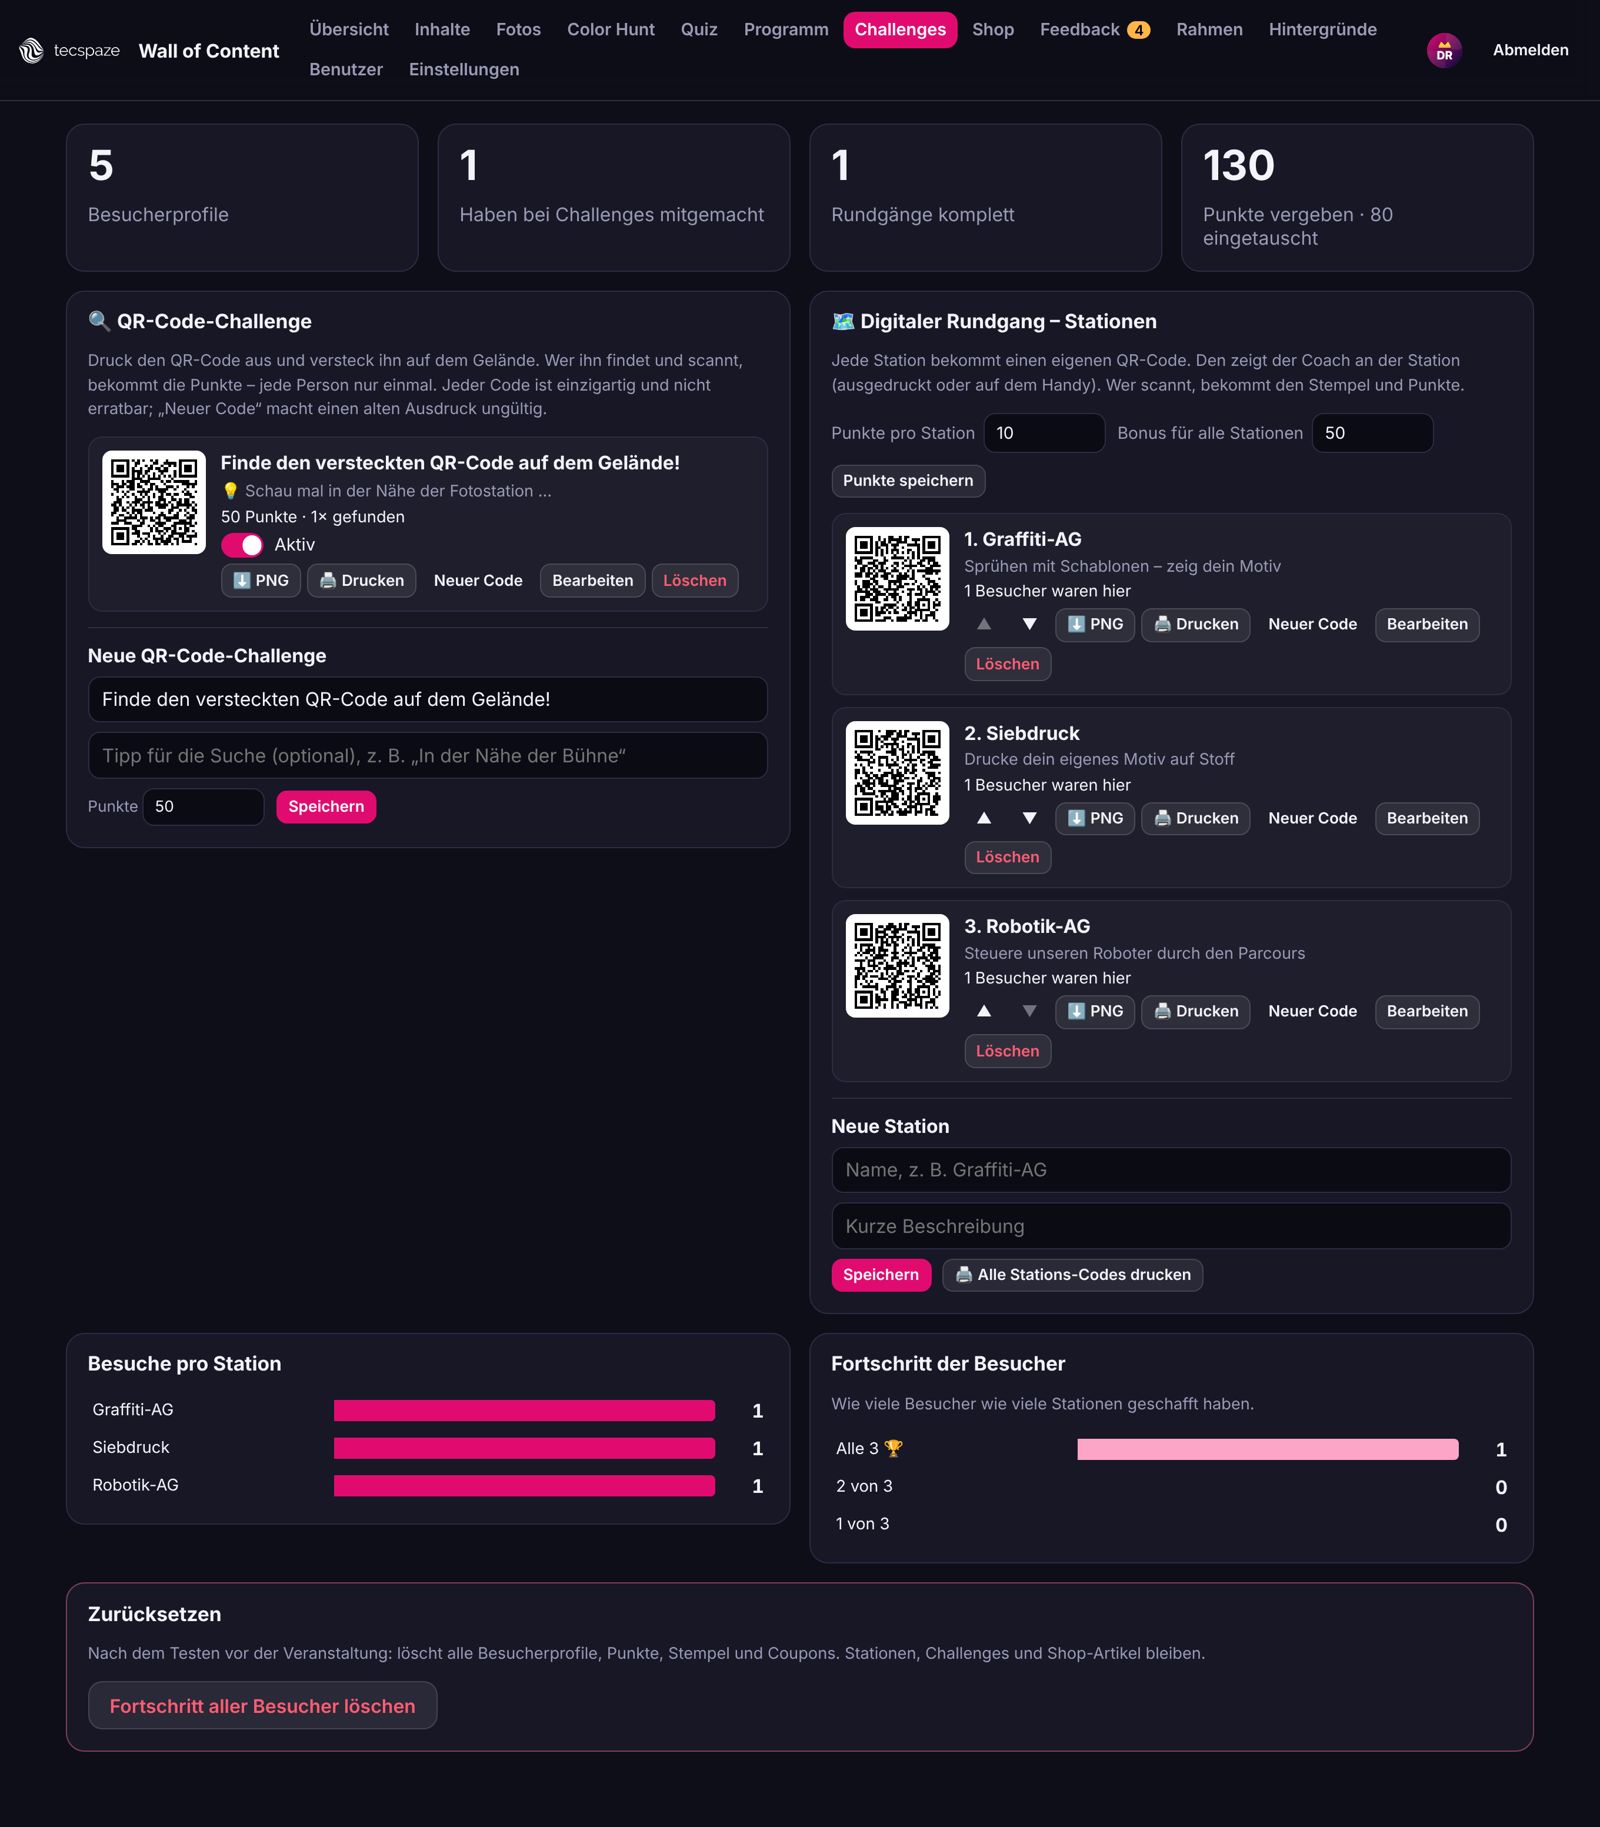 tecspaze
Wall of Content
Übersicht
Inhalte
Fotos
Color Hunt
Quiz
Programm
Challenges
Shop
Feedback 4
Rahmen
Hintergründe
Benutzer
Einstellungen
DR
Abmelden
5
Besucherprofile
1
Haben bei Challenges mitgemacht
1
Rundgänge komplett
130
Punkte vergeben · 80
eingetauscht
🔍 QR-Code-Challenge
Druck den QR-Code aus und versteck ihn auf dem Gelände. Wer ihn findet und scannt,
bekommt die Punkte – jede Person nur einmal. Jeder Code ist einzigartig und nicht
erratbar; „Neuer Code“ macht einen alten Ausdruck ungültig.
Finde den versteckten QR-Code auf dem Gelände!
💡 Schau mal in der Nähe der Fotostation ...
50 Punkte · 1× gefunden
Aktiv
⬇️ PNG
🖨️ Drucken
Neuer Code
Bearbeiten
Löschen
Neue QR-Code-Challenge
Finde den versteckten QR-Code auf dem Gelände!
Tipp für die Suche (optional), z. B. „In der Nähe der Bühne“
Punkte 50 Speichern
🗺️ Digitaler Rundgang – Stationen
Jede Station bekommt einen eigenen QR-Code. Den zeigt der Coach an der Station
(ausgedruckt oder auf dem Handy). Wer scannt, bekommt den Stempel und Punkte.
Punkte pro Station 10 Bonus für alle Stationen 50
Punkte speichern
1. Graffiti-AG
Sprühen mit Schablonen – zeig dein Motiv
1 Besucher waren hier
▲ ▼ ⬇️ PNG 🖨️ Drucken Neuer Code Bearbeiten
Löschen
2. Siebdruck
Drucke dein eigenes Motiv auf Stoff
1 Besucher waren hier
▲ ▼ ⬇️ PNG 🖨️ Drucken Neuer Code Bearbeiten
Löschen
3. Robotik-AG
Steuere unseren Roboter durch den Parcours
1 Besucher waren hier
▲ ▼ ⬇️ PNG 🖨️ Drucken Neuer Code Bearbeiten
Löschen
Neue Station
Name, z. B. Graffiti-AG
Kurze Beschreibung
Speichern 🖨️ Alle Stations-Codes drucken
Besuche pro Station
Graffiti-AG 1
Siebdruck 1
Robotik-AG 1
Fortschritt der Besucher
Wie viele Besucher wie viele Stationen geschafft haben.
Alle 3 🏆 1
2 von 3 0
1 von 3 0
Zurücksetzen
Nach dem Testen vor der Veranstaltung: löscht alle Besucherprofile, Punkte, Stempel und Coupons. Stationen, Challenges und Shop-Artikel bleiben.
Fortschritt aller Besucher löschen